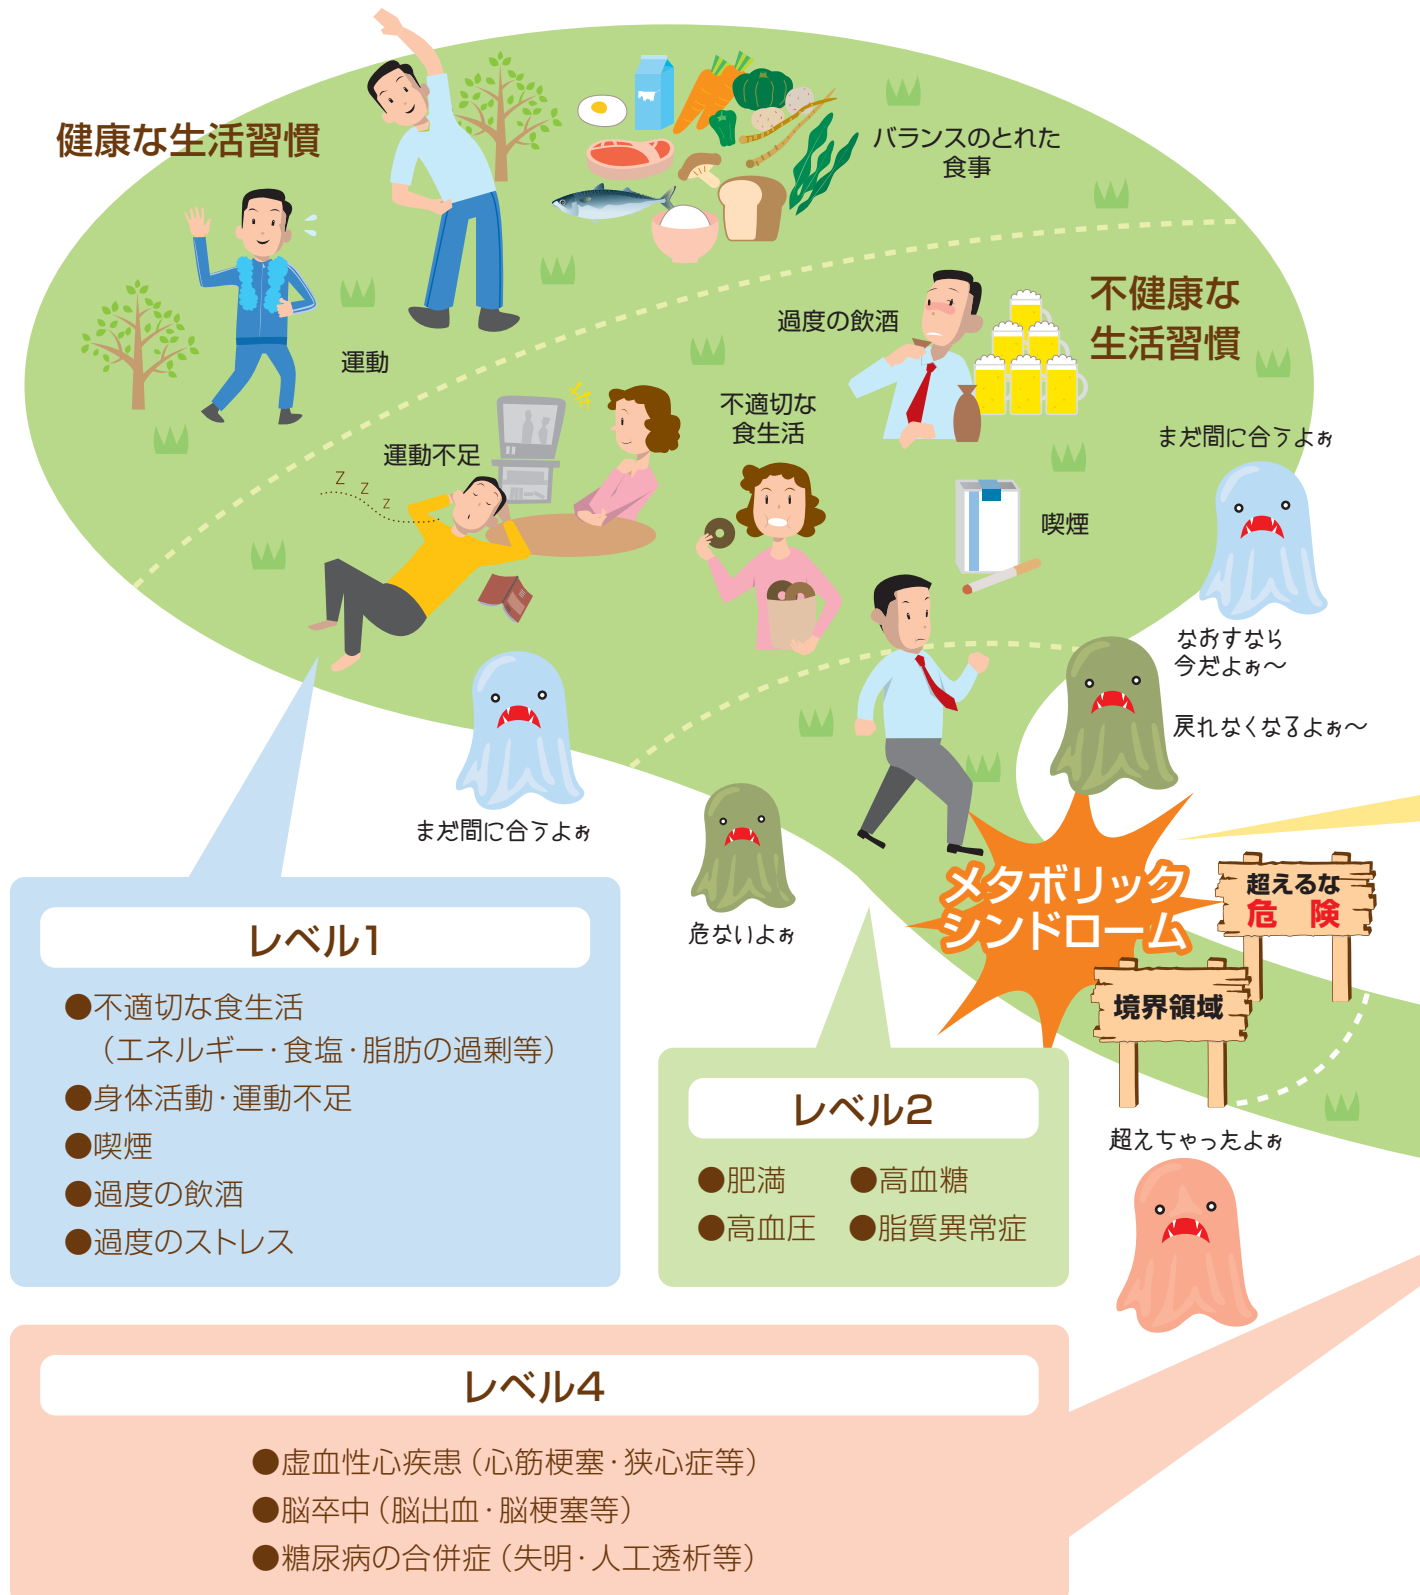 健康な生活習慣
バランスのとれた
食事
運動
不健康な
生活習慣
過度の飲酒
不適切な
食生活
運動不足
z
z
z
喫煙
まだ間に合うよぉ
なおすなら
今だよぉ～
戻れなくなるよぉ～
まだ間に合うよぉ
危ないよぉ
メタボリック
シンドローム
超えるな
危 険
境界領域
超えちゃったよぉ
レベル1
●不適切な食生活
（エネルギー・食塩・脂肪の過剰等）
●身体活動・運動不足
●喫煙
●過度の飲酒
●過度のストレス
レベル2
●肥満 ●高血糖
●高血圧 ●脂質異常症
レベル4
●虚血性心疾患（心筋梗塞・狭心症等）
●脳卒中（脳出血・脳梗塞等）
●糖尿病の合併症（失明・人工透析等）